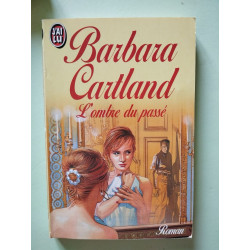 J'AI
LU
Barbara
Cartland
L'ombre du passé
Roman